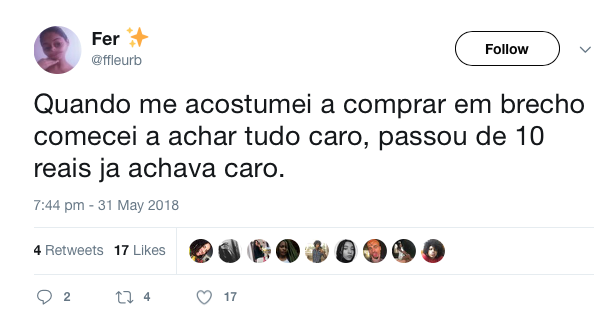 Fer ✨
@ffleurb
Follow
Quando me acostumei a comprar em brecho
comecei a achar tudo caro, passou de 10
reais ja achava caro.
7:44 pm - 31 May 2018
4 Retweets 17 Likes
2 4 17